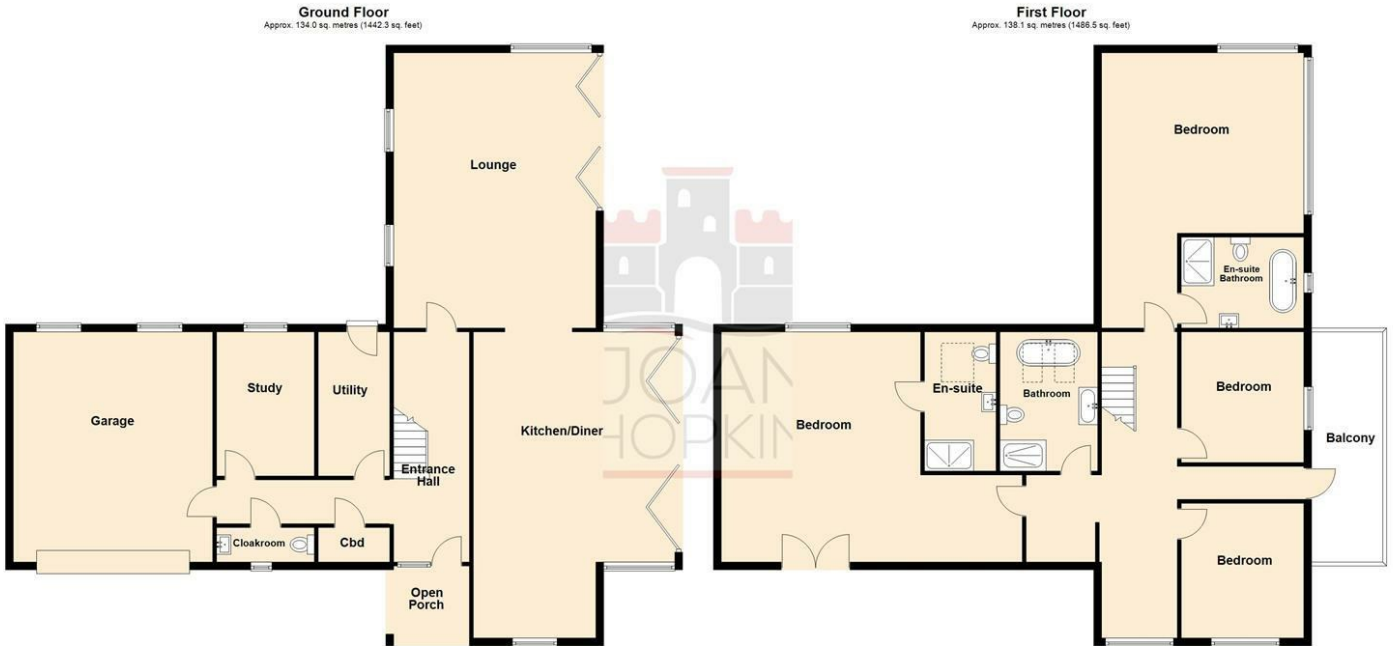 Ground Floor
Approx. 134.0 sq. metres (1442.3 sq. feet)
Lounge
Garage
Study
Utility
Entrance
Hall
Kitchen/Diner
Cloakroom
Cbd
Open
Porch
First Floor
Approx. 138.1 sq. metres (1486.5 sq. feet)
Bedroom
En-suite
Bathroom
Bedroom
En-suite
Bathroom
Bedroom
Balcony
Bedroom
JOAN
HOPKIN